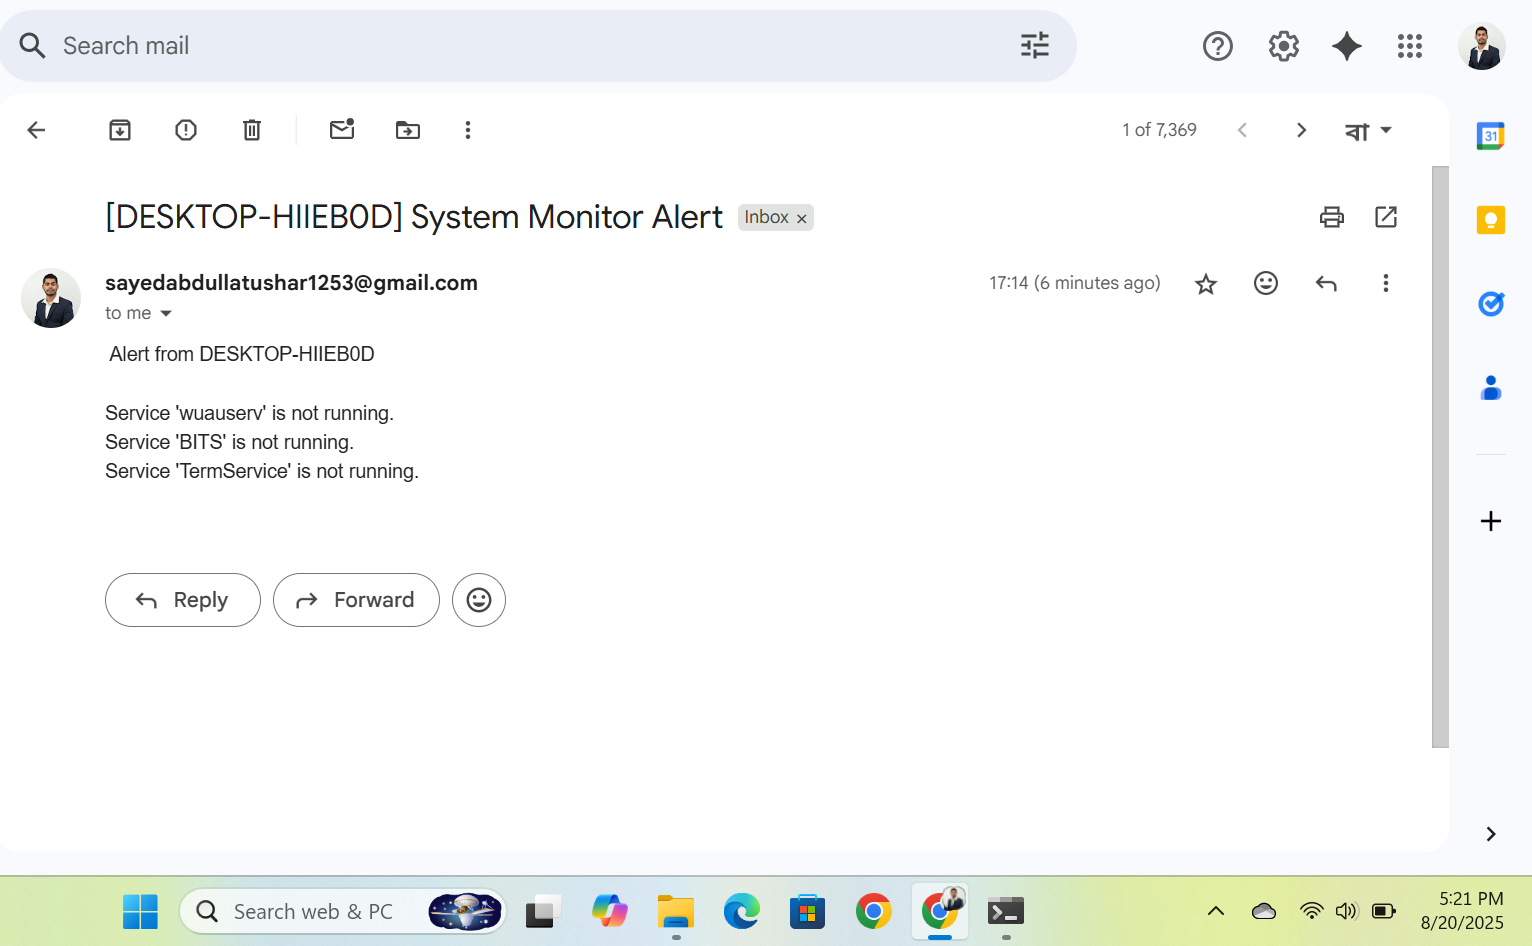 Search mail
1 of 7,369
বা
[DESKTOP-HIIEB0D] System Monitor Alert Inbox ×
sayedabdullatushar1253@gmail.com 17:14 (6 minutes ago)
to me
Alert from DESKTOP-HIIEB0D
Service 'wuauserv' is not running.
Service 'BITS' is not running.
Service 'TermService' is not running.
Reply Forward
31
Search web & PC
5:21 PM
8/20/2025